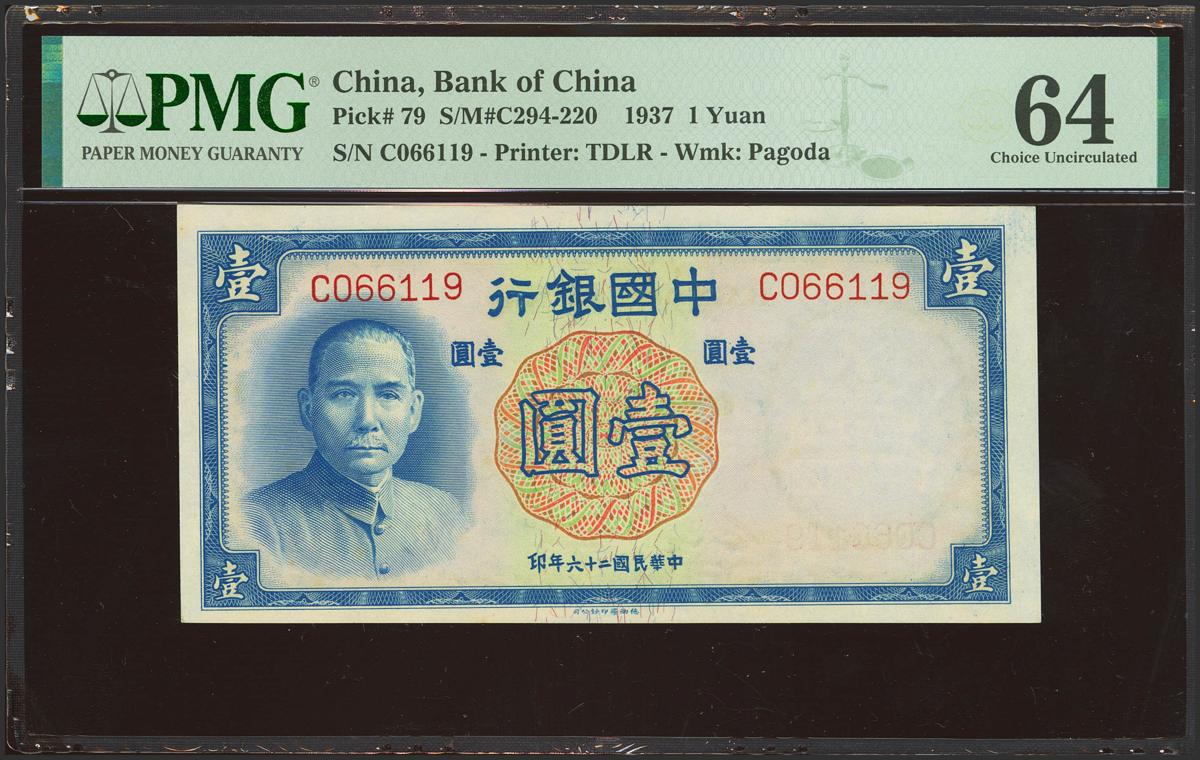 PMG®
PAPER MONEY GUARANTY
China, Bank of China
Pick# 79 S/M#C294-220 1937 1 Yuan
S/N C066119 - Printer: TDLR - Wmk: Pagoda
64
Choice Uncirculated
壹
壹
C066119
行銀國中
C066119
圓壹
圓壹
圓壹
印年六十二國民華中
壹
壹